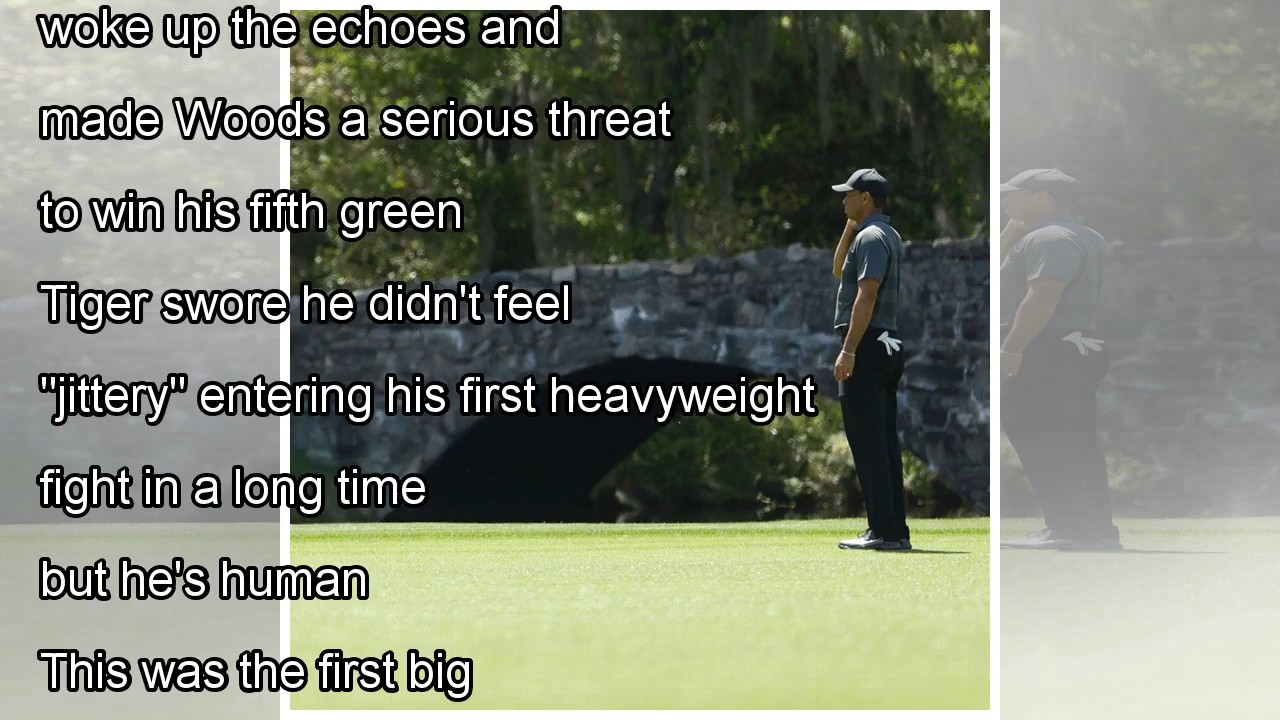 woke up the echoes and
made Woods a serious threat
to win his fifth green
Tiger swore he didn't feel
"jittery" entering his first heavyweight
fight in a long time
but he's human
This was the first big